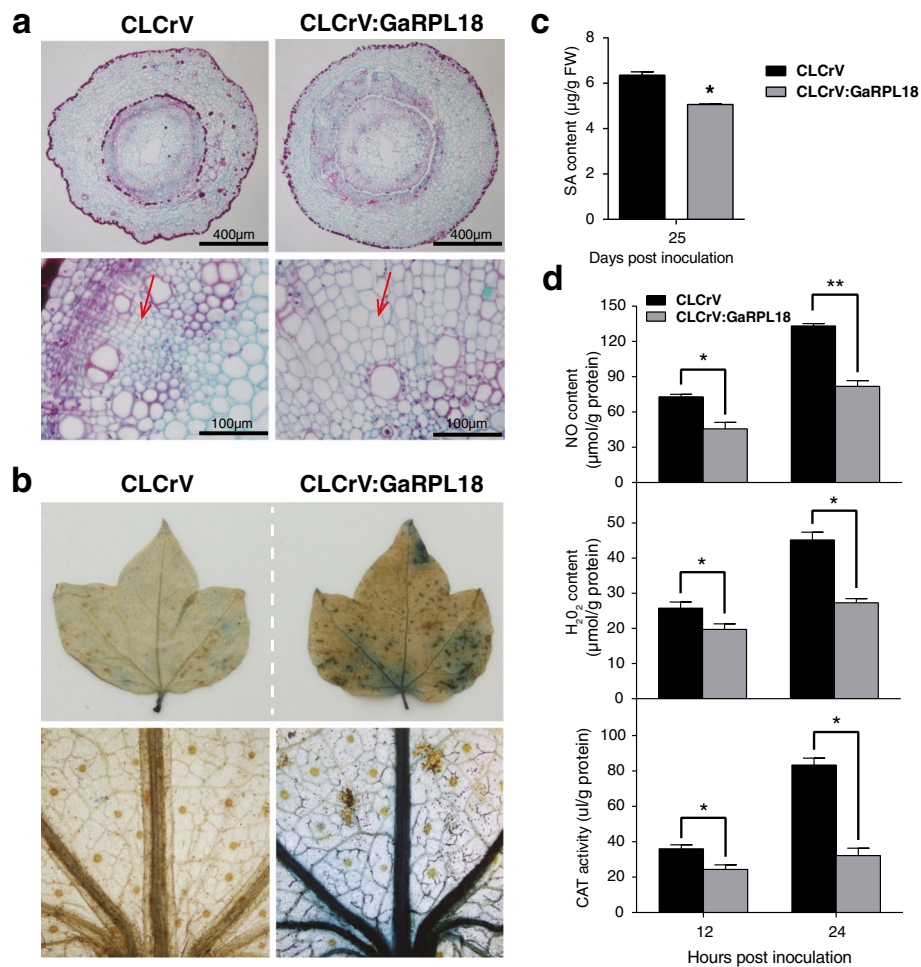 a
CLCrV
CLCrV:GaRPL18
400µm
400µm
100µm
100µm
b
CLCrV
CLCrV:GaRPL18
c
SA content (µg/g FW)
8
6
4
2
0
*
25
Days post inoculation
CLCrV
CLCrV:GaRPL18
d
CLCrV
CLCrV:GaRPL18
NO content
(µmol/g protein)
150
120
90
60
30
0
*
**
H₂0₂ content
(µmol/g protein)
60
50
40
30
20
10
0
*
*
CAT activity (ul/g protein)
100
80
60
40
20
0
*
*
12
24
Hours post inoculation